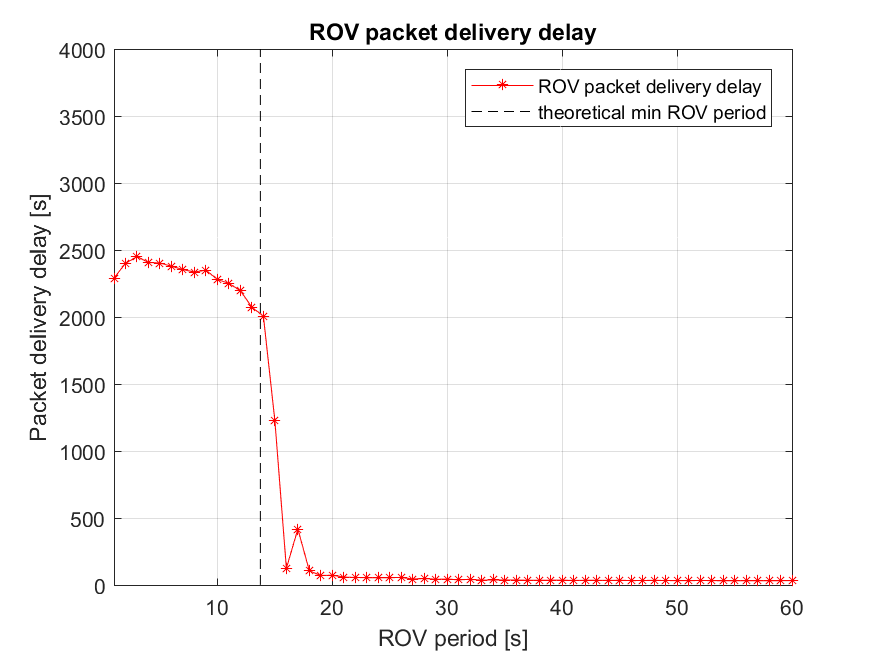 ROV packet delivery delay
4000
3500
3000
2500
2000
1500
1000
500
0
Packet delivery delay [s]
ROV packet delivery delay
theoretical min ROV period
10 20 30 40 50 60
ROV period [s]